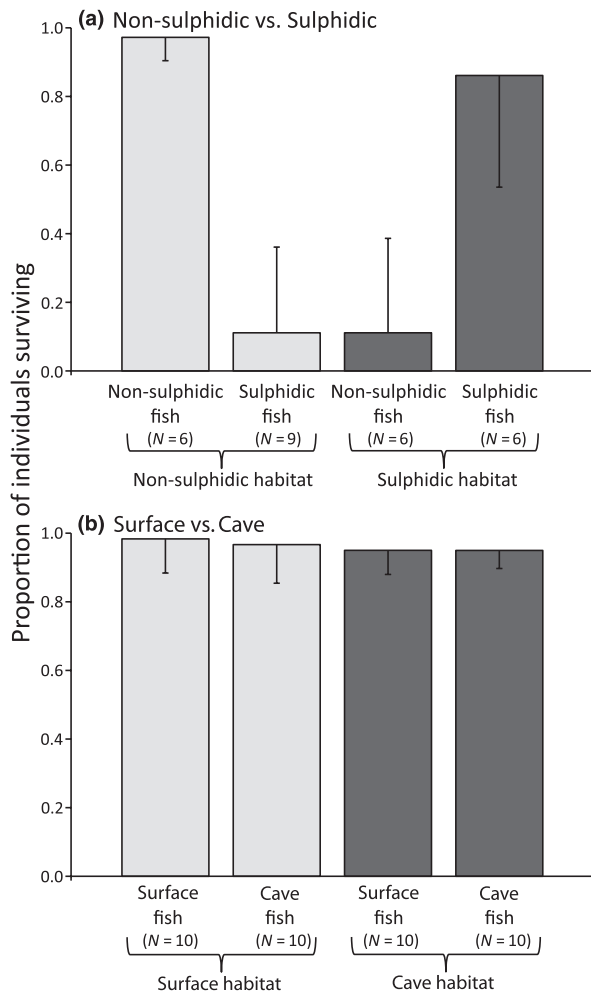 Proportion of individuals surviving
(a) Non-sulphidic vs. Sulphidic
1.0
0.8
0.6
0.4
0.2
0.0
Non-sulphidic Sulphidic Non-sulphidic Sulphidic
fish fish fish fish
(N = 6) (N = 9) (N = 6) (N = 6)
Non-sulphidic habitat Sulphidic habitat
(b) Surface vs. Cave
1.0
0.8
0.6
0.4
0.2
0.0
Surface Cave Surface Cave
fish fish fish fish
(N = 10) (N = 10) (N = 10) (N = 10)
Surface habitat Cave habitat